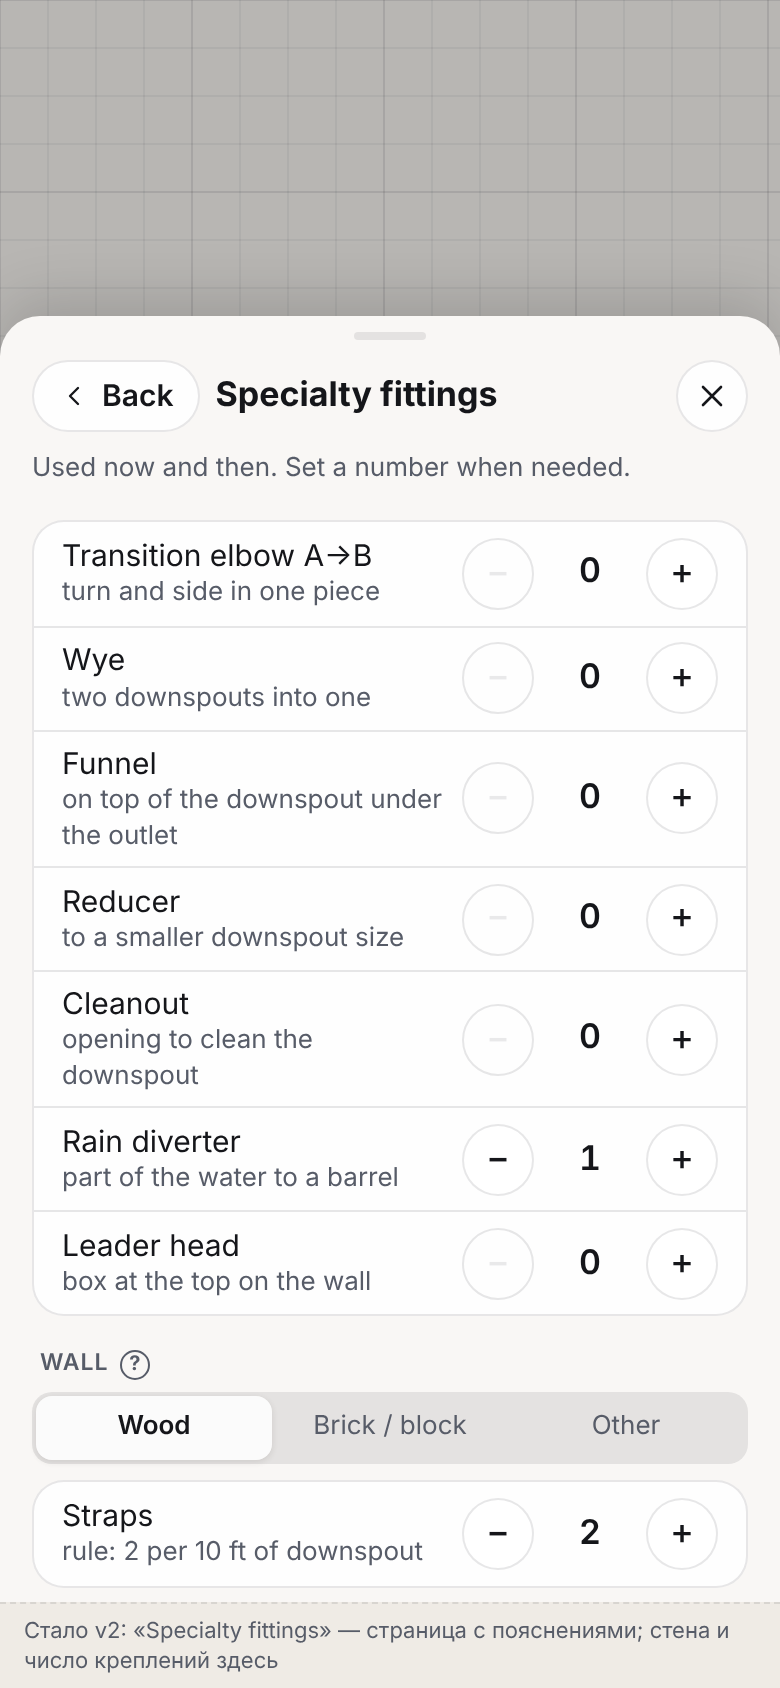 Back
Specialty fittings
Used now and then. Set a number when needed.
Transition elbow A→B
turn and side in one piece
− 0 +
Wye
two downspouts into one
− 0 +
Funnel
on top of the downspout under
the outlet
− 0 +
Reducer
to a smaller downspout size
− 0 +
Cleanout
opening to clean the
downspout
− 0 +
Rain diverter
part of the water to a barrel
− 1 +
Leader head
box at the top on the wall
− 0 +
WALL ?
Wood Brick / block Other
Straps
rule: 2 per 10 ft of downspout
− 2 +
Стало v2: «Specialty fittings» — страница с пояснениями; стена и
число креплений здесь